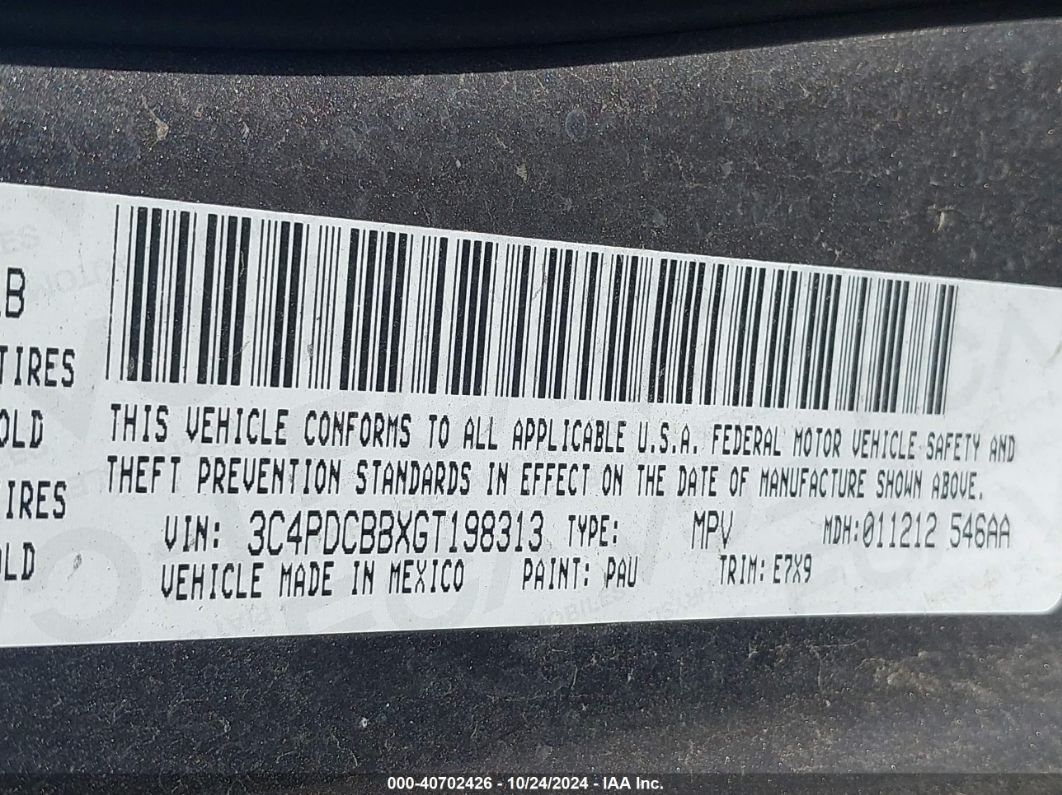 LB
TIRES
OLD
TIRES
OLD
THIS VEHICLE CONFORMS TO ALL APPLICABLE U.S.A. FEDERAL MOTOR VEHICLE SAFETY AND
THEFT PREVENTION STANDARDS IN EFFECT ON THE DATE OF MANUFACTURE SHOWN ABOVE.
VIN: 3C4PDCBBXGT198313 TYPE: MPV MDH:011212 546AA
VEHICLE MADE IN MEXICO PAINT: PAU TRIM: E7X9
000-40702426 - 10/24/2024 - IAA Inc.